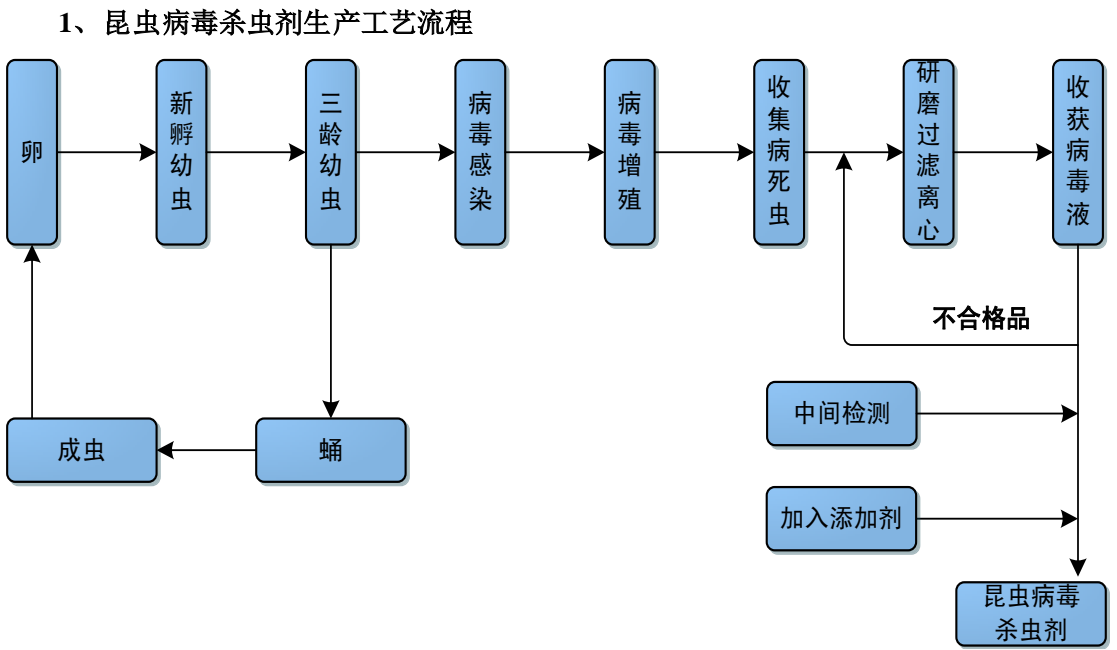 1、昆虫病毒杀虫剂生产工艺流程
卵
新孵幼虫
三龄幼虫
病毒感染
病毒增殖
收集病死虫
研磨过滤离心
收获病毒液
不合格品
中间检测
成虫
蛹
加入添加剂
昆虫病毒
杀虫剂